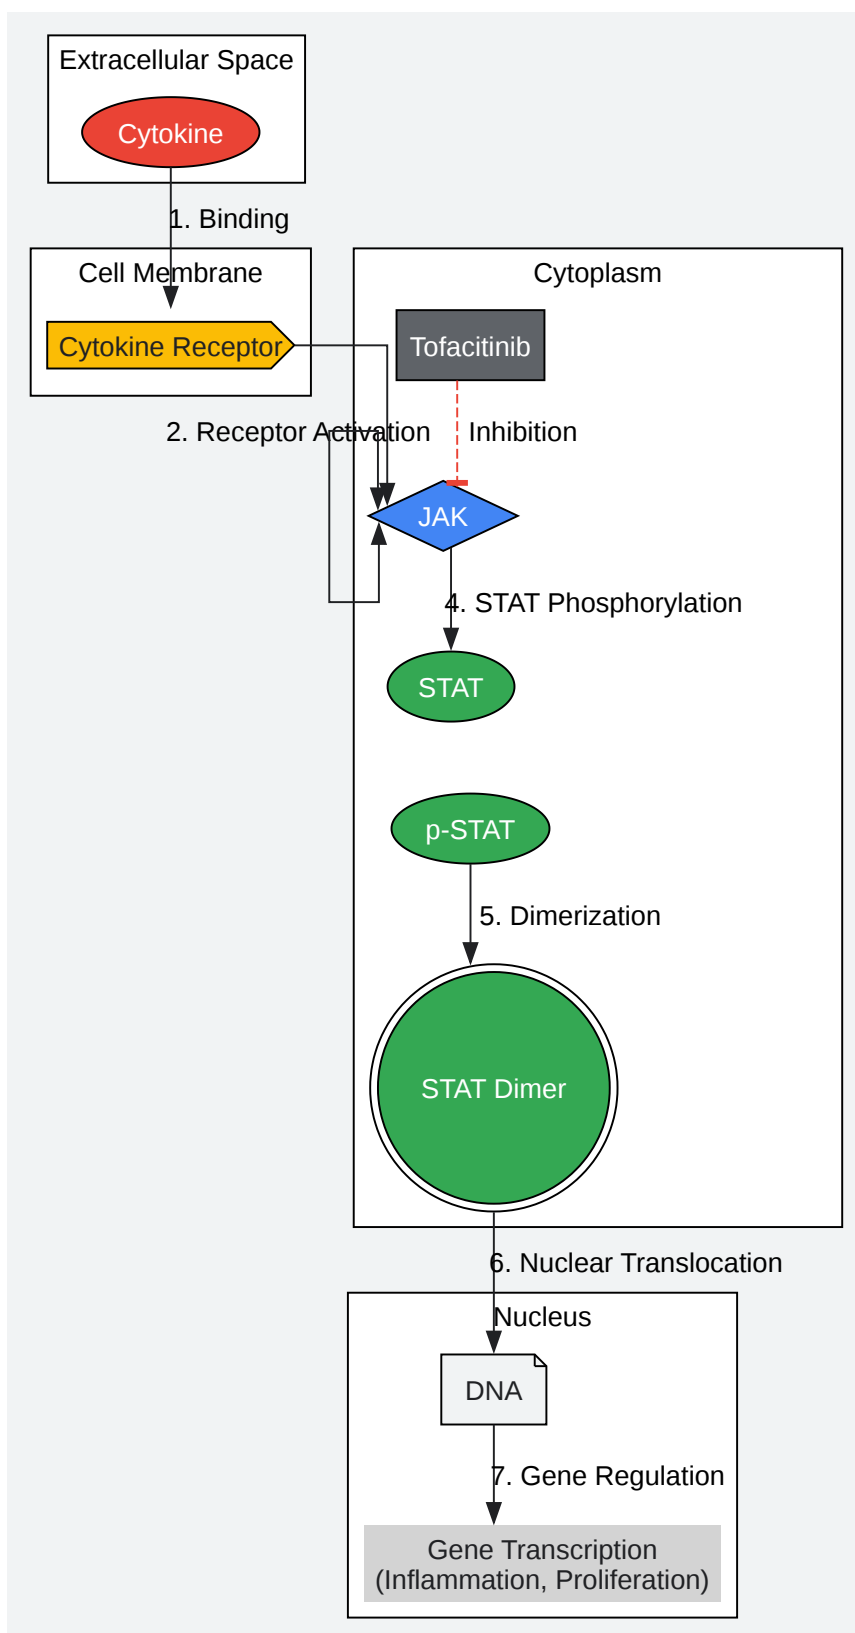 Extracellular Space
Cytokine
1. Binding
Cell Membrane
Cytokine Receptor
Cytoplasm
Tofacitinib
2. Receptor Activation
Inhibition
JAK
4. STAT Phosphorylation
STAT
p-STAT
5. Dimerization
STAT Dimer
6. Nuclear Translocation
Nucleus
DNA
7. Gene Regulation
Gene Transcription
(Inflammation, Proliferation)